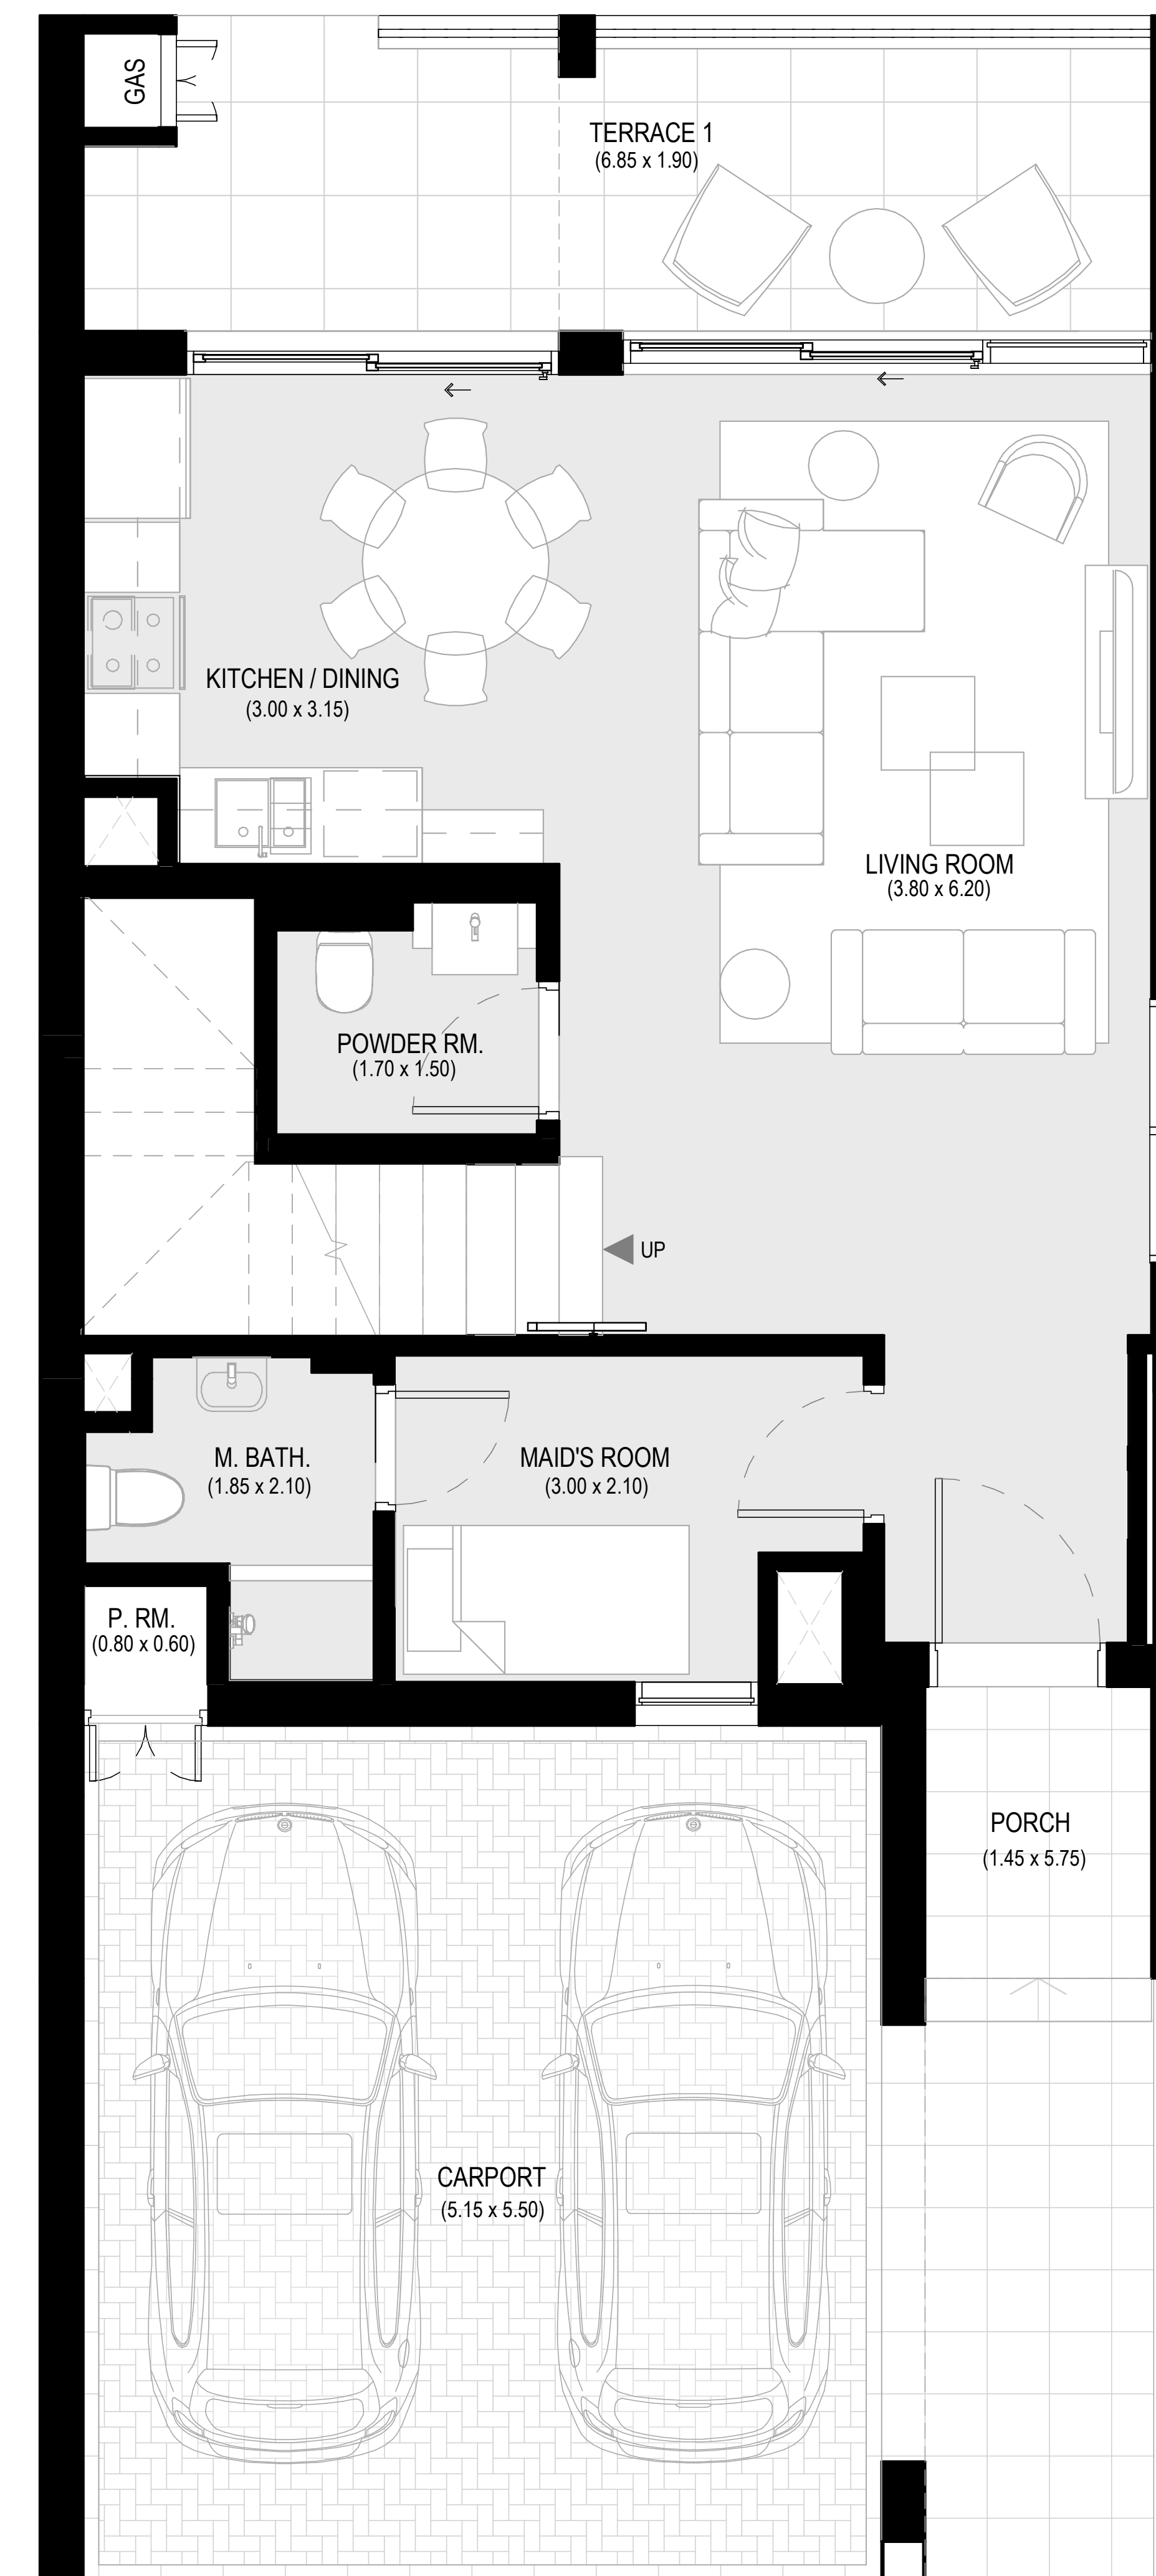 GAS
TERRACE 1
(6.85 x 1.90)
KITCHEN / DINING
(3.00 x 3.15)
LIVING ROOM
(3.80 x 6.20)
POWDER RM.
(1.70 x 1.50)
UP
M. BATH.
(1.85 x 2.10)
MAID'S ROOM
(3.00 x 2.10)
P. RM.
(0.80 x 0.60)
PORCH
(1.45 x 5.75)
CARPORT
(5.15 x 5.50)